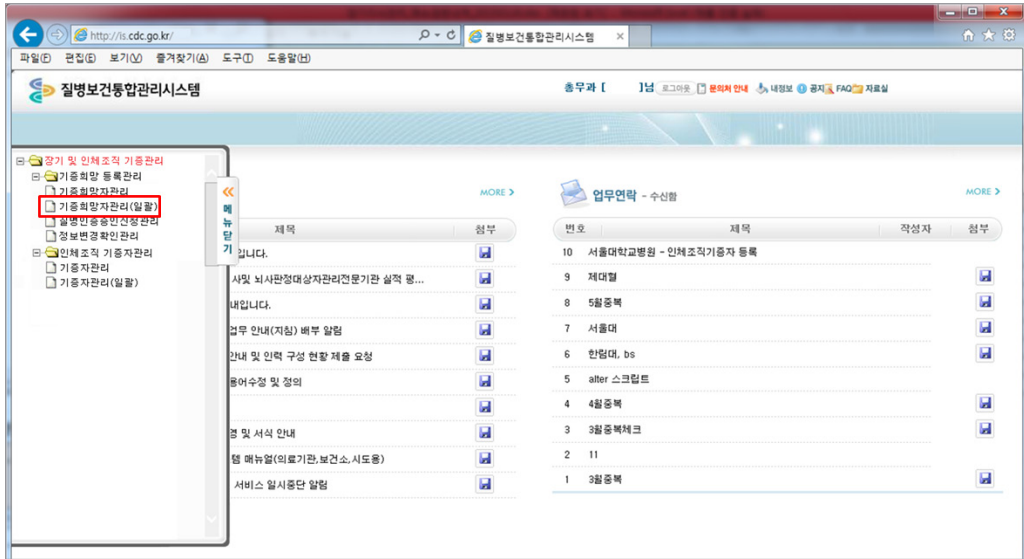 http://is.cdc.go.kr/
질병보건통합관리시스템
파일(F) 편집(E) 보기(V) 즐겨찾기(A) 도구(T) 도움말(H)
질병보건통합관리시스템
총무과 [ ]님 로그아웃 문의처 안내 내정보 공지 FAQ 자료실
장기 및 인체조직 기증관리
기증희망 등록관리
기증희망자관리
기증희망자관리(일괄)
질병인증승인신청관리
정보변경확인관리
인체조직 기증자관리
기증자관리
기증자관리(일괄)
메뉴닫기
MORE
제목 첨부
입니다.
사및 뇌사판정대상자관리전문기관 실적 평...
내입니다.
업무 안내(지침) 배부 알림
안내 및 인력 구성 현황 제출 요청
용어수정 및 정의
경 및 서식 안내
템 매뉴얼(의료기관,보건소,시도용)
서비스 일시중단 알림
업무연락 - 수신함
MORE
번호 제목 작성자 첨부
10 서울대학교병원 - 인체조직기증자 등록
9 제대혈
8 5월중복
7 서울대
6 한림대, bs
5 alter 스크립트
4 4월중복
3 3월중복체크
2 11
1 3월중복